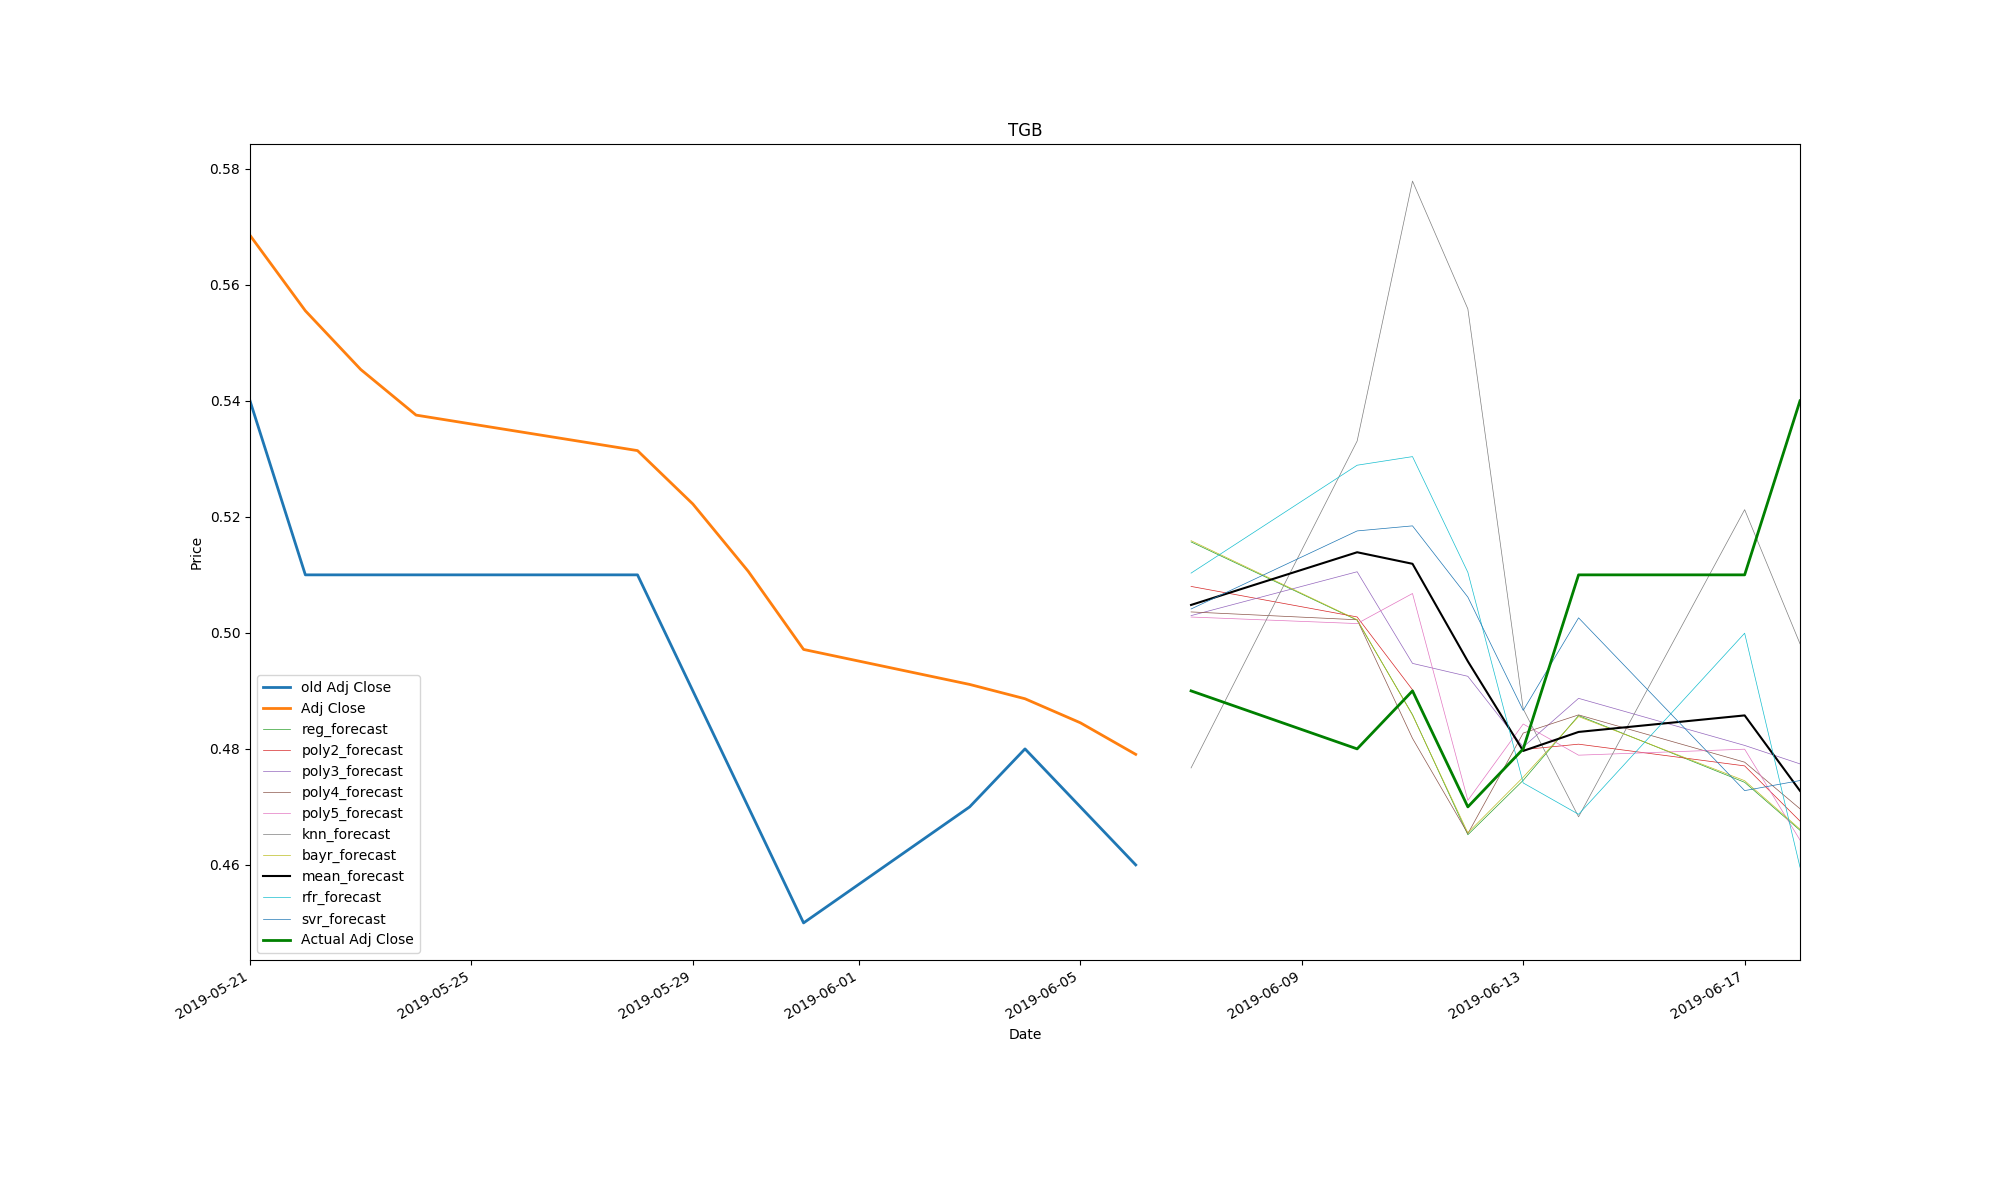 TGB
0.58
0.56
0.54
0.52
0.50
0.48
0.46
Price
old Adj Close
Adj Close
reg_forecast
poly2_forecast
poly3_forecast
poly4_forecast
poly5_forecast
knn_forecast
bayr_forecast
mean_forecast
rfr_forecast
svr_forecast
Actual Adj Close
2019-05-21
2019-05-25
2019-05-29
2019-06-01
2019-06-05
2019-06-09
2019-06-13
2019-06-17
Date